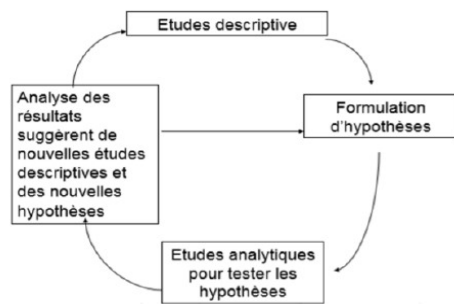 Etudes descriptive
Analyse des
résultats
suggèrent de
nouvelles études
descriptives et
des nouvelles
hypothèses
Formulation
d'hypothèses
Etudes analytiques
pour tester les
hypothèses